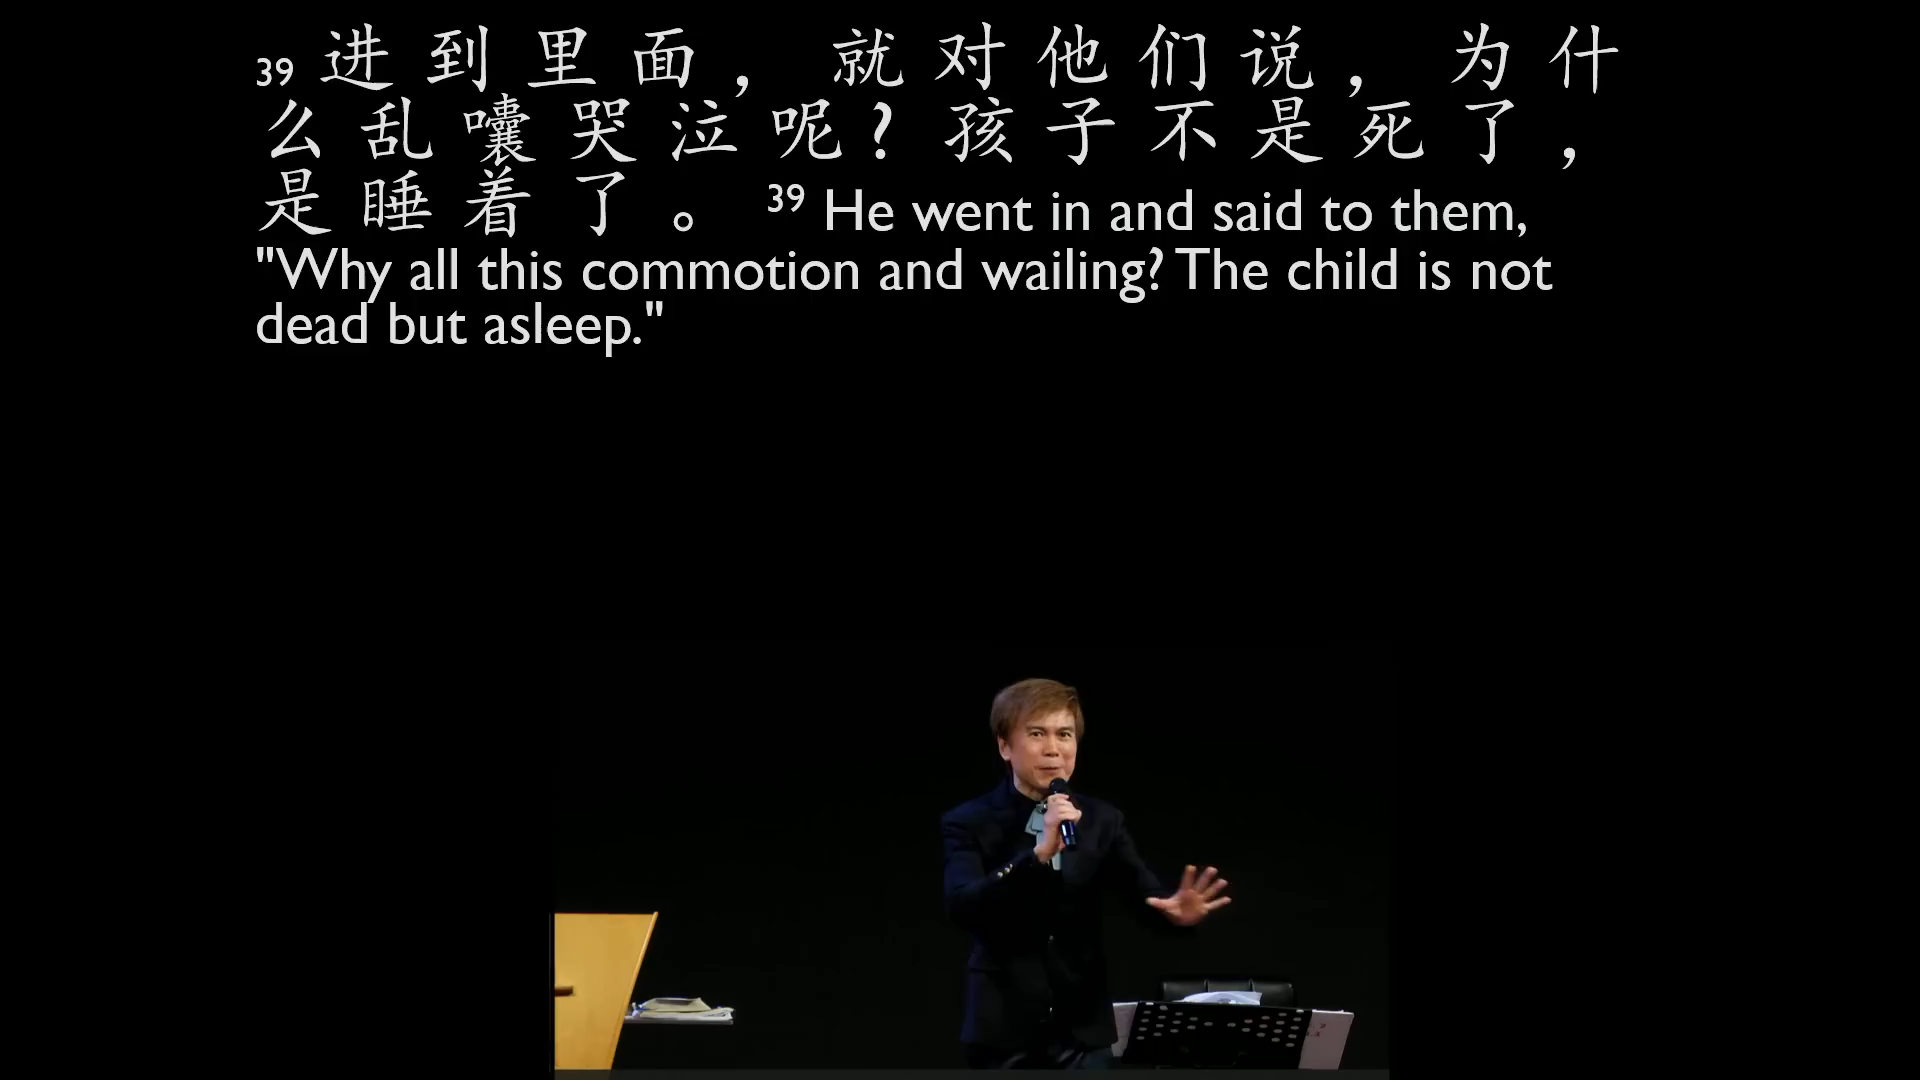 39 进到里面，就对他们说，为什
么乱囔哭泣呢?孩子不是死了，
是睡着了。 39 He went in and said to them,
"Why all this commotion and wailing? The child is not
dead but asleep."